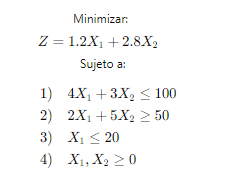 Minimizar:
Z = 1.2X₁ + 2.8X₂
Sujeto a:
1) 4X₁ + 3X₂ ≤ 100
2) 2X₁ + 5X₂ ≥ 50
3) X₁ ≤ 20
4) X₁, X₂ ≥ 0